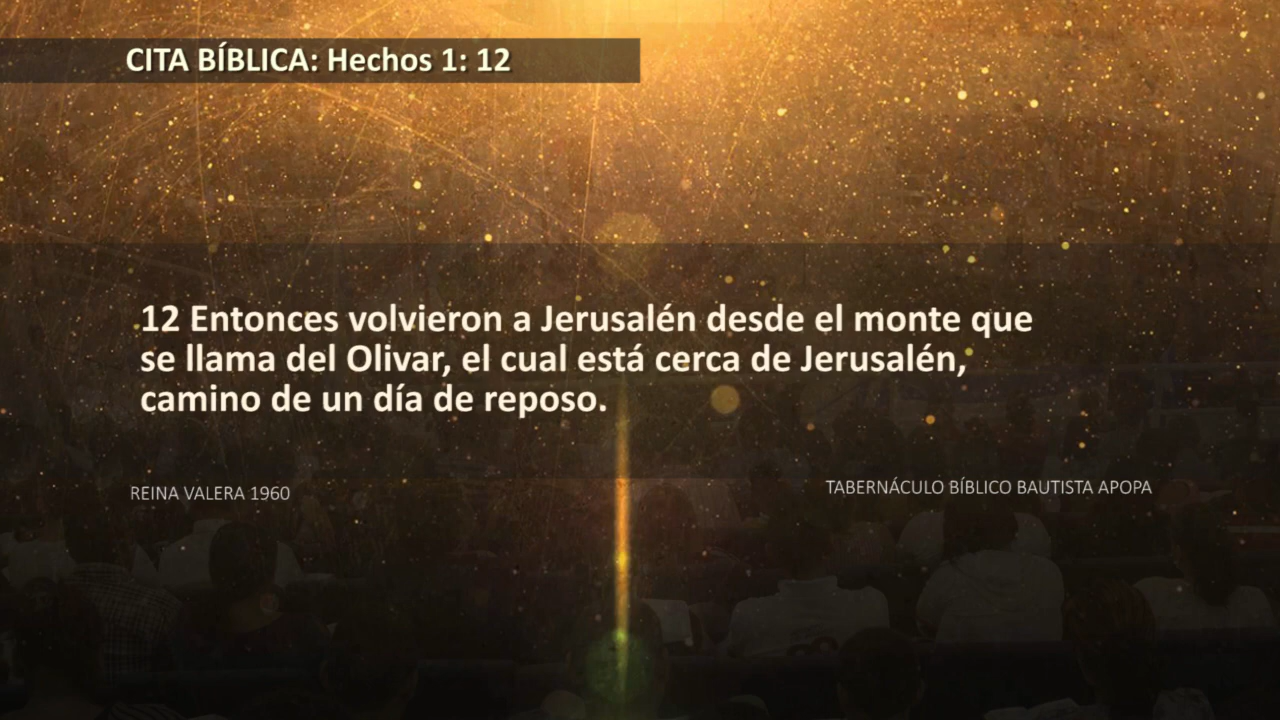 CITA BÍBLICA: Hechos 1: 12
12 Entonces volvieron a Jerusalén desde el monte que
se llama del Olivar, el cual está cerca de Jerusalén,
camino de un día de reposo.
REINA VALERA 1960
TABERNÁCULO BÍBLICO BAUTISTA APOPA